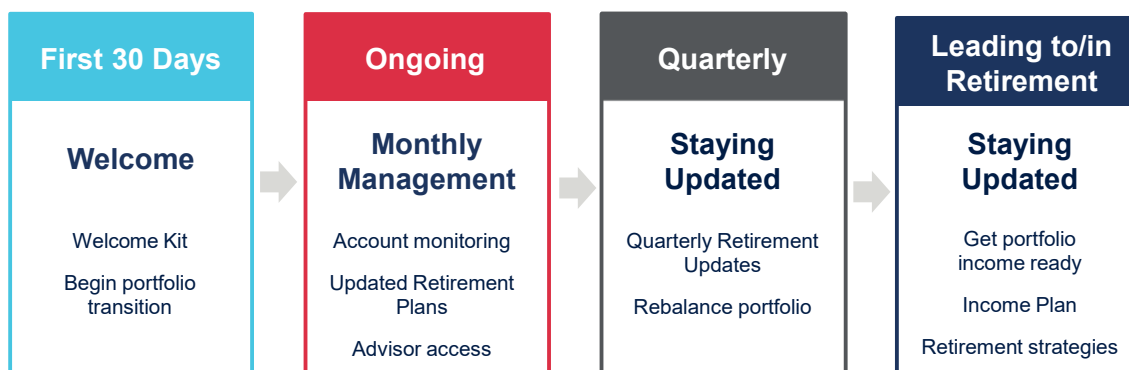 First 30 Days
Welcome
Welcome Kit
Begin portfolio
transition
Ongoing
Monthly
Management
Account monitoring
Updated Retirement
Plans
Advisor access
Quarterly
Staying
Updated
Quarterly Retirement
Updates
Rebalance portfolio
Leading to/in
Retirement
Staying
Updated
Get portfolio
income ready
Income Plan
Retirement strategies